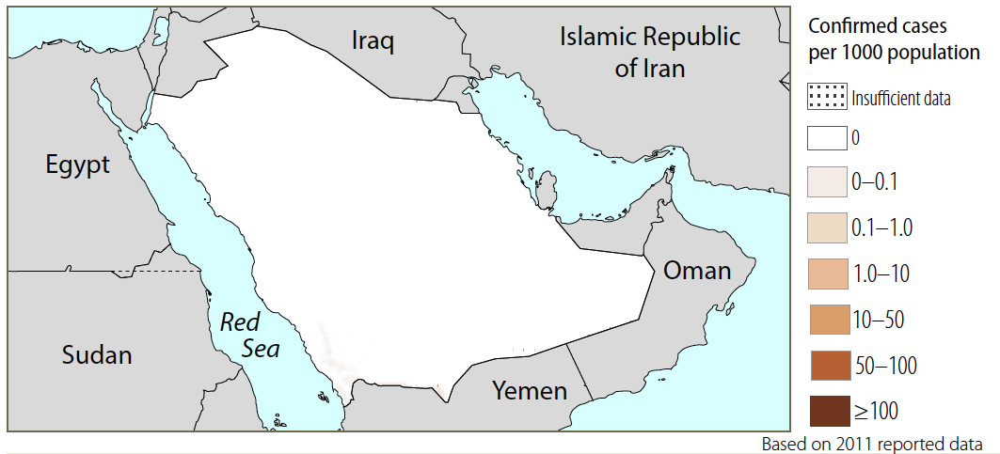 Iraq
Islamic Republic
of Iran
Egypt
Oman
Red
Sea
Sudan
Yemen
Confirmed cases
per 1000 population
Insufficient data
0
0–0.1
0.1–1.0
1.0–10
10–50
50–100
≥100
Based on 2011 reported data